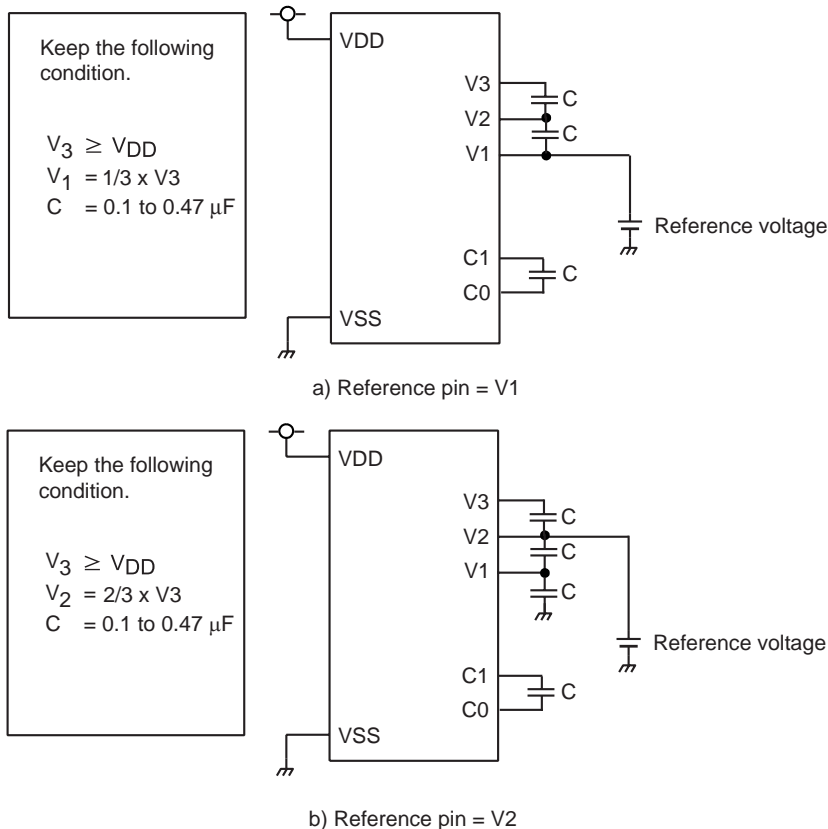 Keep the following
condition.
V3 ≥ VDD
V1 = 1/3 x V3
C = 0.1 to 0.47 μF
VDD
V3
C
V2
C
V1
Reference voltage
C1
C
C0
VSS
a) Reference pin = V1
Keep the following
condition.
V3 ≥ VDD
V2 = 2/3 x V3
C = 0.1 to 0.47 μF
VDD
V3
C
V2
C
V1
C
Reference voltage
C1
C
C0
VSS
b) Reference pin = V2